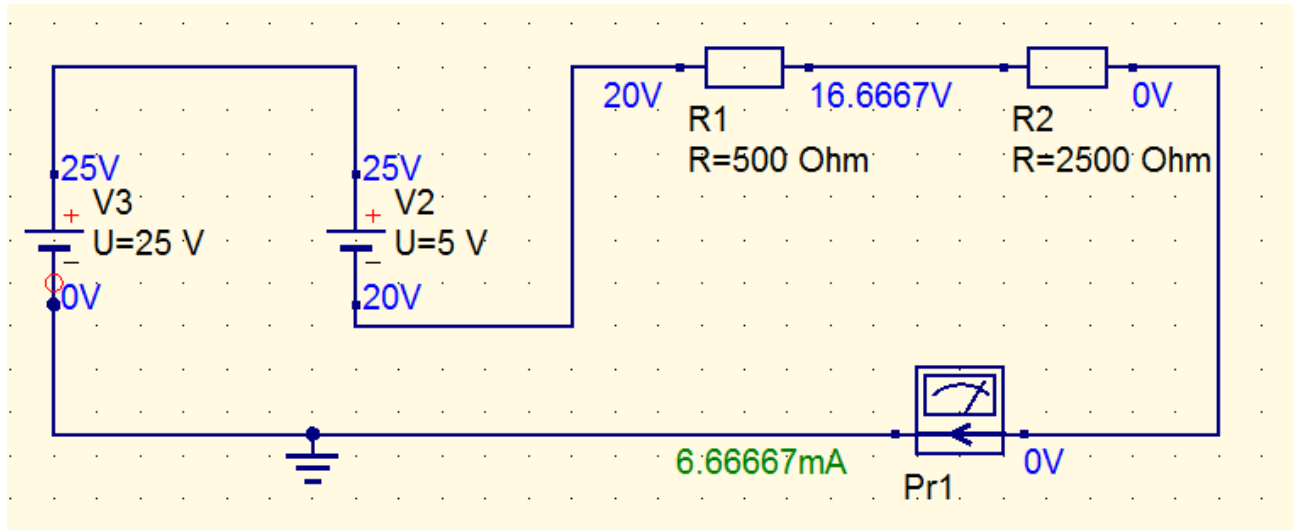 20V
16.6667V
0V
R1
R=500 Ohm
R2
R=2500 Ohm
25V
V3
U=25 V
0V
25V
V2
U=5 V
20V
6.66667mA
Pr1
0V